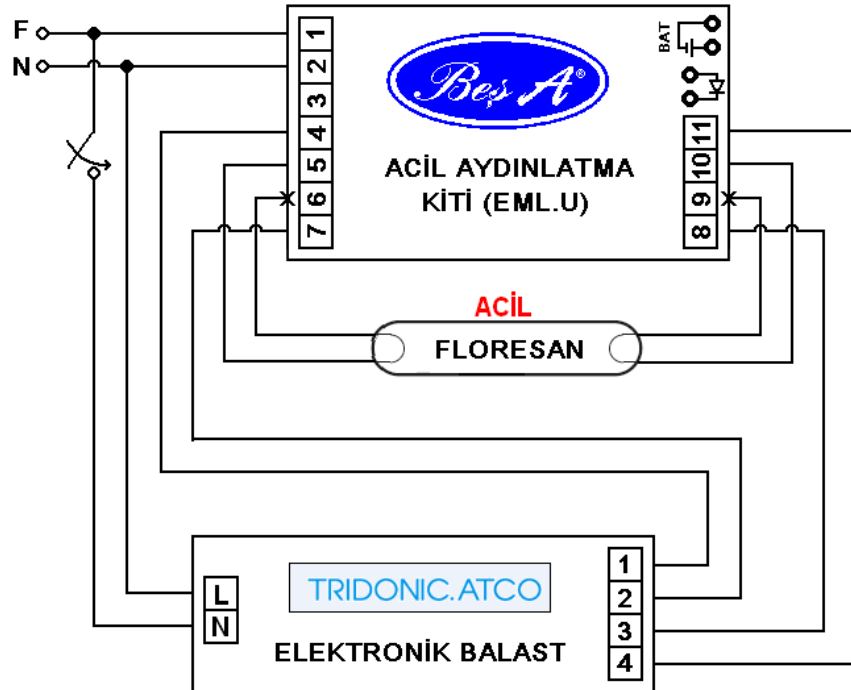 F
N
1
2
3
4
5
6
7
Beş A®
BAT
ACİL AYDINLATMA
KİTİ (EML.U)
11
10
9
8
ACİL
FLORESAN
L
N
TRIDONIC.ATCO
ELEKTRONİK BALAST
1
2
3
4